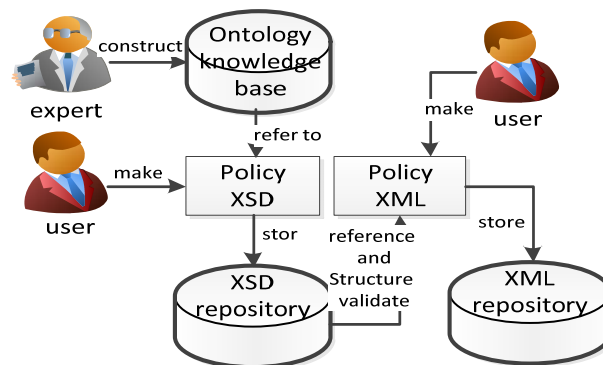 construct
Ontology
knowledge
base
expert
refer to
make
user
Policy
XSD
stor
XSD
repository
make
user
Policy
XML
reference
and
Structure
validate
store
XML
repository